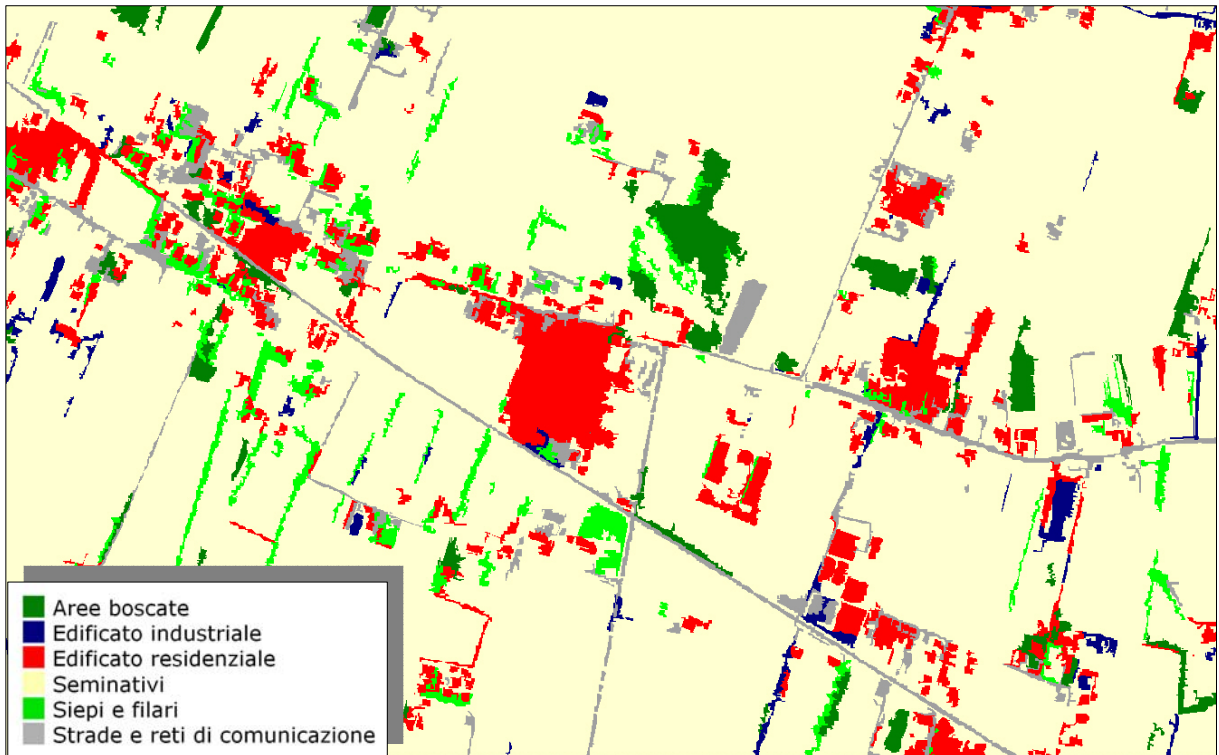 Aree boscate
Edificato industriale
Edificato residenziale
Seminativi
Siepi e filari
Strade e reti di comunicazione